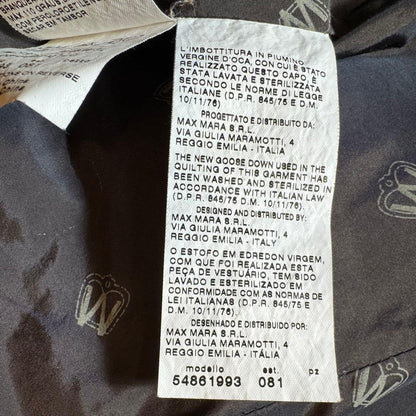 L'IMBOTTITURA IN PIUMINO
VERGINE D'OCA, CON CUI È STATO
REALIZZATO QUESTO CAPO, È
STATA LAVATA E STERILIZZATA
SECONDO LE NORME DI LEGGE
ITALIANE (D.P.R. 845/75 E D.M.
10/11/76)
PROGETTATO E DISTRIBUITO DA:
MAX MARA S.R.L.
VIA GIULIA MARAMOTTI, 4
REGGIO EMILIA - ITALIA
THE NEW GOOSE DOWN USED IN THE
QUILTING OF THIS GARMENT HAS
BEEN WASHED AND STERILIZED IN
ACCORDANCE WITH ITALIAN LAW
(D.P.R. 845/75 AND D.M. 10/11/76).
DESIGNED AND DISTRIBUTED BY:
MAX MARA S.R.L.
VIA GIULIA MARAMOTTI, 4
REGGIO EMILIA - ITALY
O ESTOFO EM EDREDON VIRGEM,
COM QUE FOI REALIZADA ESTA
PEÇA DE VESTUÁRIO, TEM/SIDO
LAVADO E ESTERILIZADO EM
CONFORMIDADE COM AS NORMAS DE
LEI ITALIANAS (D.P.R. 845/75 E
D.M. 10/11/76).
DESENHADO E DISTRIBUIDO POR:
MAX MARA S.R.L.
VIA GIULIA MARAMOTTI, 4
REGGIO EMILIA - ITÁLIA
modello est. pz
54861993 081
REVERSE